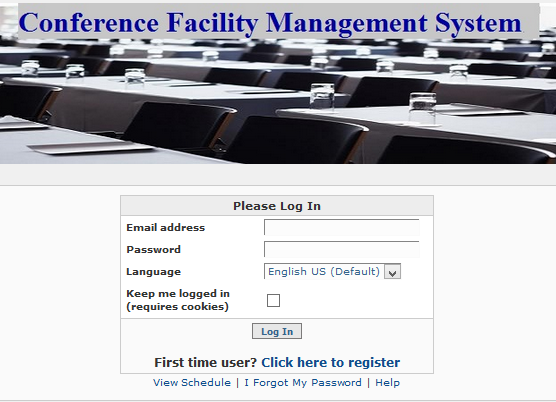 Conference Facility Management System
Please Log In
Email address
Password
Language English US (Default)
Keep me logged in
(requires cookies)
Log In
First time user? Click here to register
View Schedule | I Forgot My Password | Help